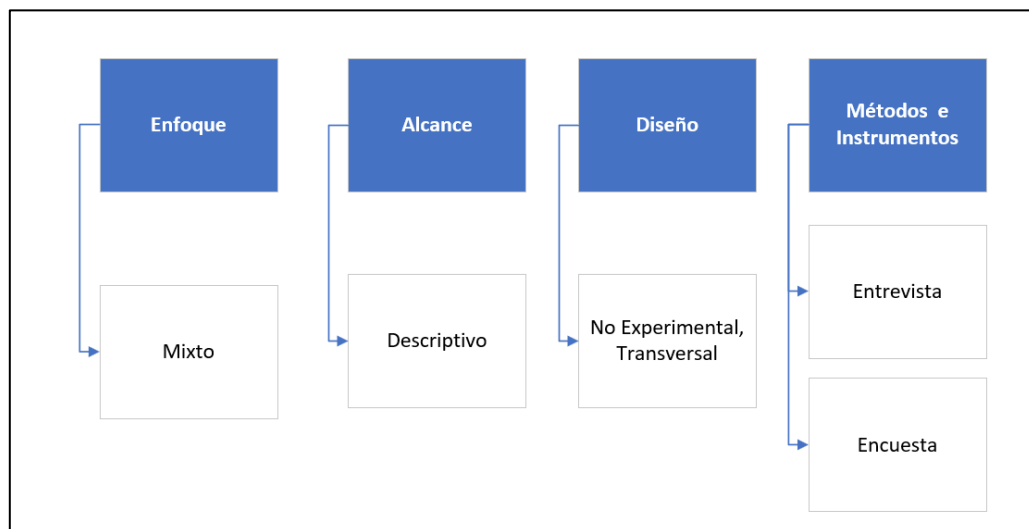 Enfoque
Mixto
Alcance
Descriptivo
Diseño
No Experimental,
Transversal
Métodos e
Instrumentos
Entrevista
Encuesta